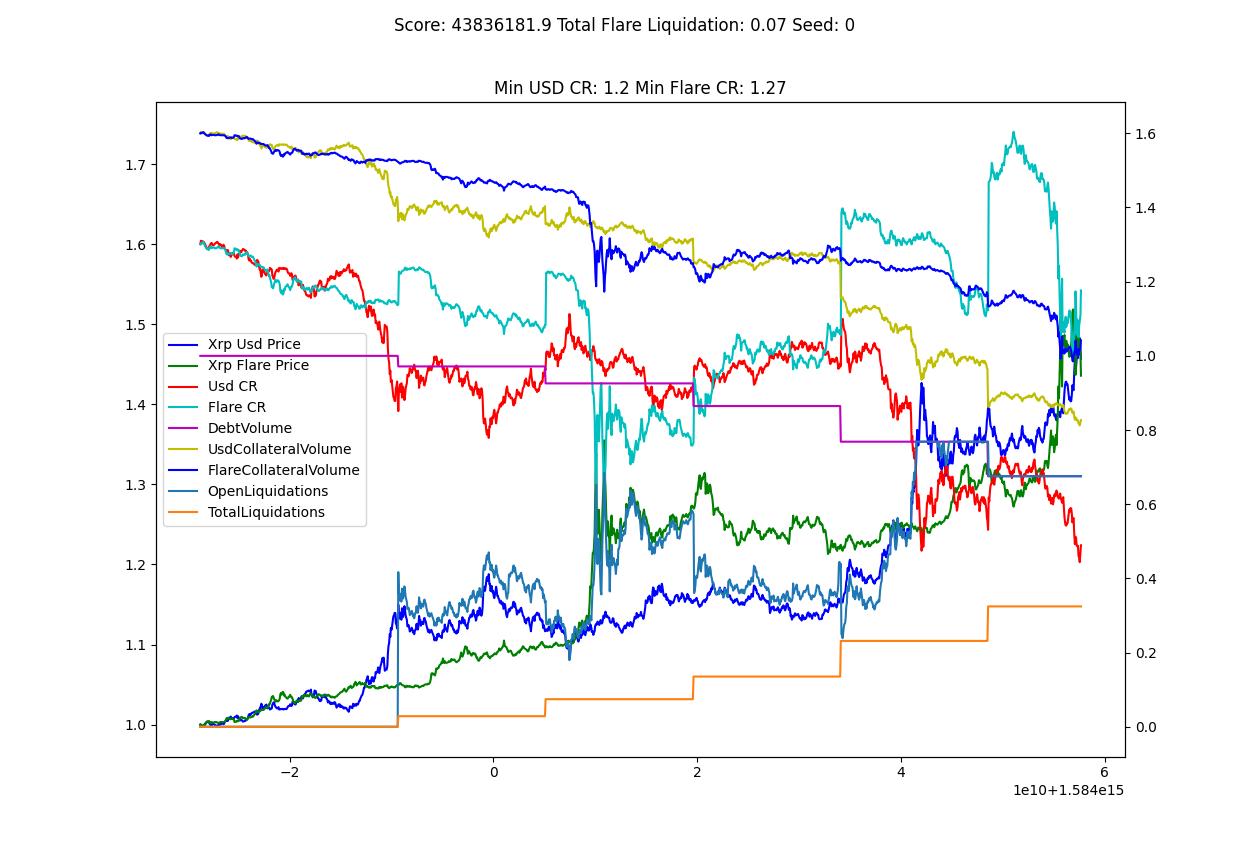 Score: 43836181.9 Total Flare Liquidation: 0.07 Seed: 0
Min USD CR: 1.2 Min Flare CR: 1.27
1.7
1.6
1.5
1.4
1.3
1.2
1.1
1.0
Xrp Usd Price
Xrp Flare Price
Usd CR
Flare CR
DebtVolume
UsdCollateralVolume
FlareCollateralVolume
OpenLiquidations
TotalLiquidations
1.6
1.4
1.2
1.0
0.8
0.6
0.4
0.2
0.0
−2 0 2 4 6
1e10+1.584e15